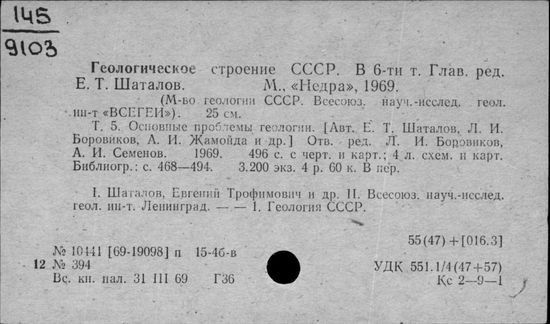 145
9103
Геологическое строение СССР. В 6-ти т. Глав. ред.
Е. Т. Шаталов. М., «Недра», 1969.
(М-во геологии СССР. Всесоюз. науч.-исслед. геол.
ин-т «ВСЕГЕИ»). 25 см.
Т. 5. Основные проблемы геологии. [Авт. Е. Т. Шаталов, Л. И.
Боровиков, А. И. Жамойда и др.] Отв. ред. Л. И. Боровиков,
А. И. Семенов. 1969. 496 с. с черт. и карт.; 4 л. схем. и карт.
Библиогр.: с. 468—494. 3.200 экз. 4 р. 60 к. В пер.
I. Шаталов, Евгений Трофимович и др. II. Всесоюз. науч.-исслед.
геол. ин-т. Ленинград. — — 1. Геология СССР.
55(47)+[016.3]
№ 10441 [69-19098] п 15-4б-в
12 № 394
УДК 551.1/4(47+57)
Вс. кн. пал. 31 III 69 Г36
Кс 2—9—1